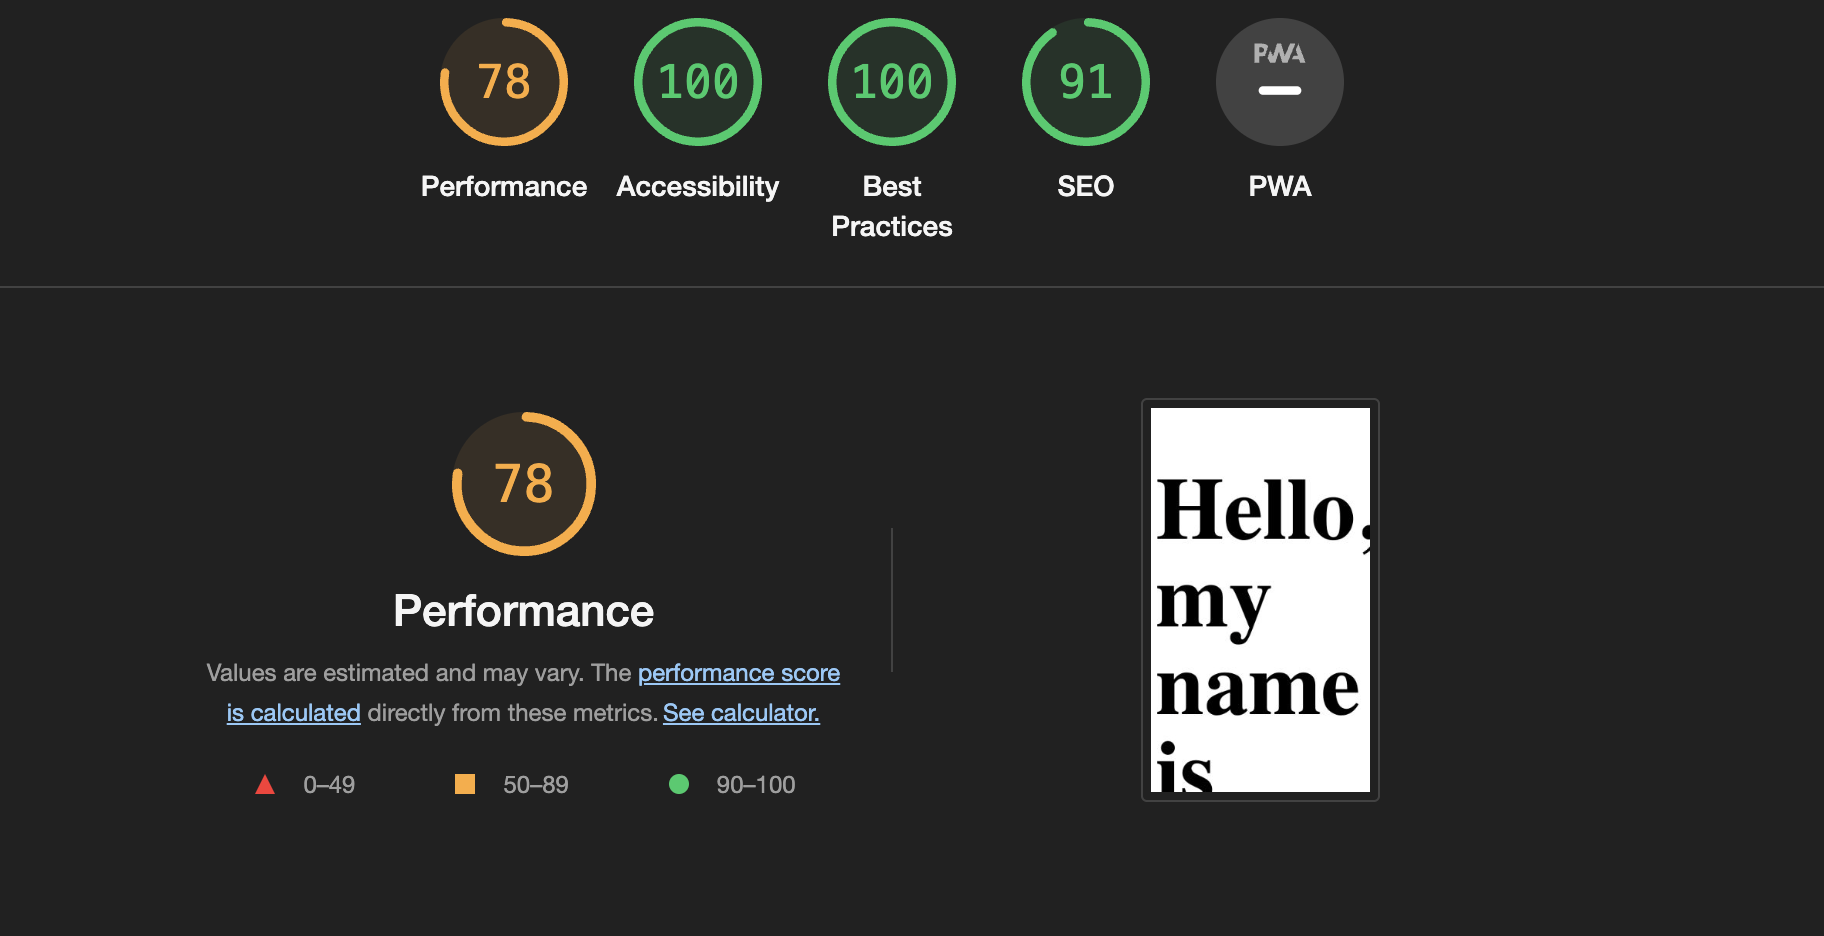 78
100
100
91
PWA
Performance
Accessibility
Best
Practices
SEO
PWA
78
Performance
Values are estimated and may vary. The performance score
is calculated directly from these metrics. See calculator.
0–49
50–89
90–100
Hello,
my
name
is